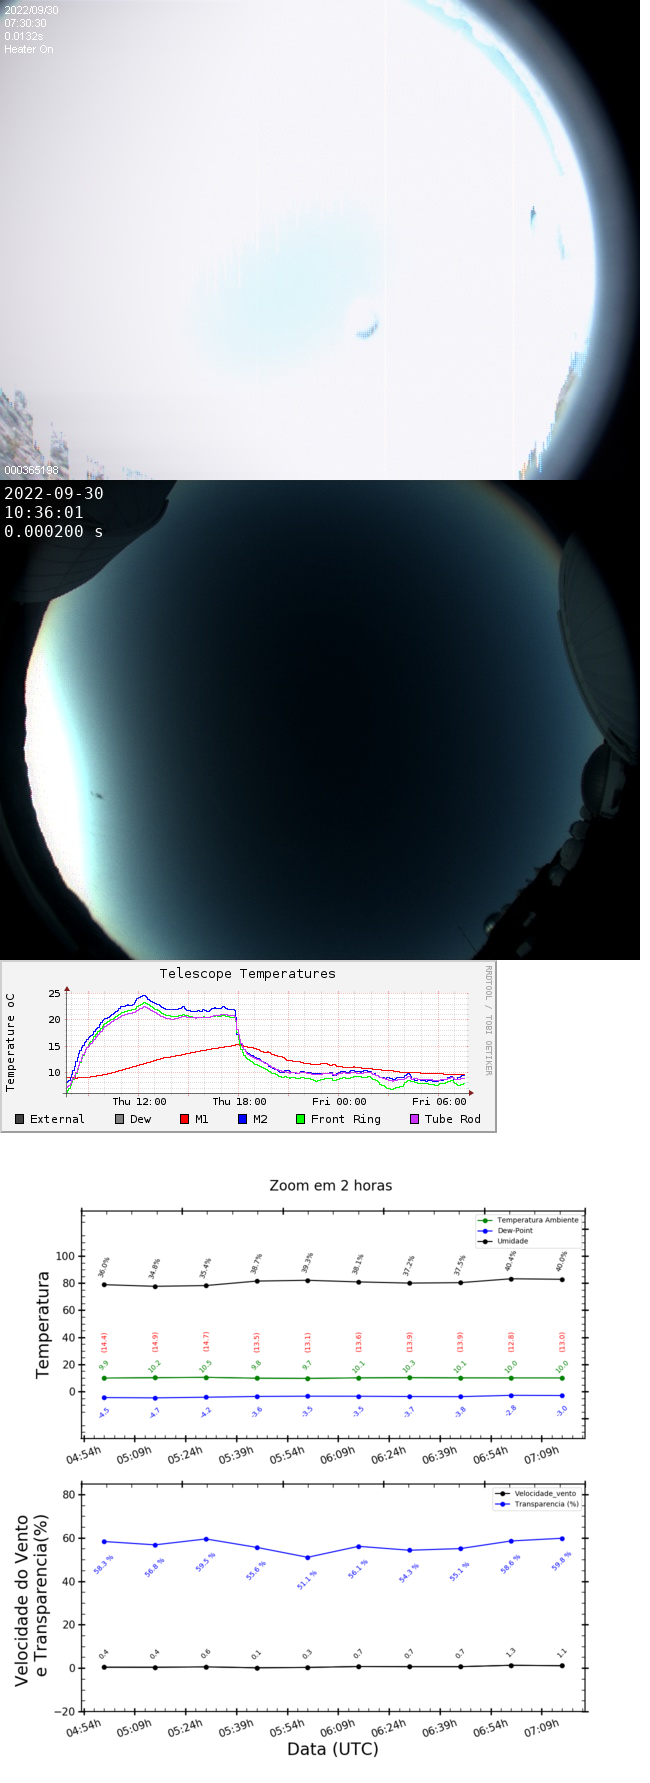 2022/09/30
07:30:30
0.0132s
Heater On
000365198
2022-09-30
10:36:01
0.000200 s
Telescope Temperatures
RRDTOOL / TOBI OETIKER
Temperature oC
25
20
15
10
Thu 12:00 Thu 18:00 Fri 00:00 Fri 06:00
External Dew M1 M2 Front Ring Tube Rod
Zoom em 2 horas
Temperatura Ambiente
Dew-Point
Umidade
Temperatura
100
80
60
40
20
0
36.0% 34.8% 35.4% 38.7% 39.3% 38.1% 37.2% 37.5% 40.4% 40.0%
(14.4) (14.9) (14.7) (13.5) (13.1) (13.6) (13.9) (13.9) (12.8) (13.0)
9.9 10.2 10.5 9.8 9.7 10.1 10.3 10.1 10.0 10.0
-4.5 -4.7 -4.2 -3.6 -3.5 -3.5 -3.7 -3.8 -2.8 -3.0
04:54h 05:09h 05:24h 05:39h 05:54h 06:09h 06:24h 06:39h 06:54h 07:09h
Velocidade_vento
Transparencia (%)
Velocidade do Vento
e Transparencia(%)
80
60
40
20
0
−20
58.3 % 56.8 % 59.5 % 55.6 % 51.1 % 56.1 % 54.3 % 55.1 % 58.6 % 59.8 %
0.4 0.4 0.6 0.1 0.3 0.7 0.7 0.7 1.3 1.1
04:54h 05:09h 05:24h 05:39h 05:54h 06:09h 06:24h 06:39h 06:54h 07:09h
Data (UTC)